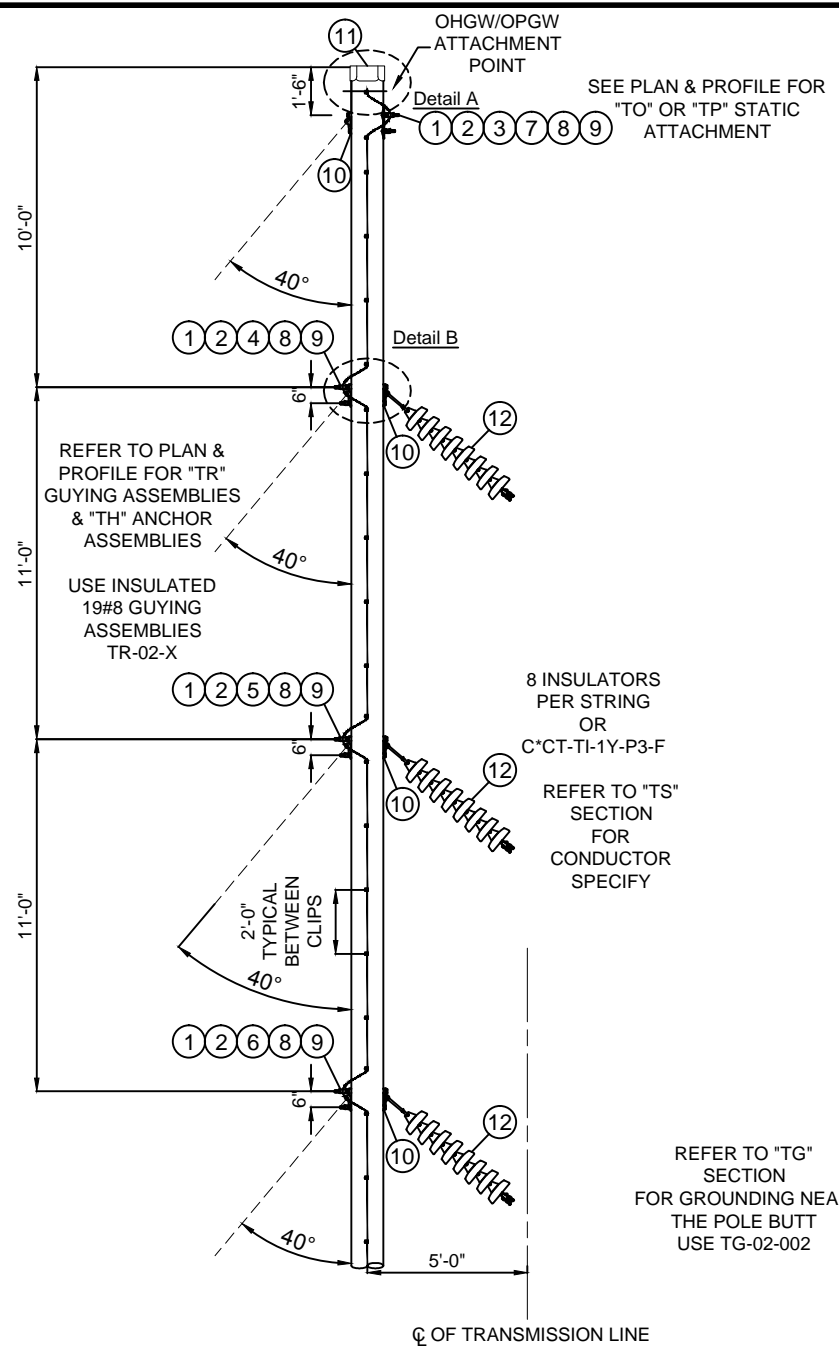 11
OHGW/OPGW
ATTACHMENT
POINT
1'-6"
Detail A
SEE PLAN & PROFILE FOR
"TO" OR "TP" STATIC
ATTACHMENT
1 2 3 7 8 9
10
10'-0"
40°
1 2 4 8 9
Detail B
6"
12
10
REFER TO PLAN &
PROFILE FOR "TR"
GUYING ASSEMBLIES
& "TH" ANCHOR
ASSEMBLIES
40°
11'-0"
USE INSULATED
19#8 GUYING
ASSEMBLIES
TR-02-X
1 2 5 8 9
6"
8 INSULATORS
PER STRING
OR
C*CT-TI-1Y-P3-F
12
10
REFER TO "TS"
SECTION
FOR
CONDUCTOR
SPECIFY
2'-0"
TYPICAL
BETWEEN
CLIPS
11'-0"
40°
1 2 6 8 9
6"
12
10
REFER TO "TG"
SECTION
FOR GROUNDING NEA
THE POLE BUTT
USE TG-02-002
40°
5'-0"
℄ OF TRANSMISSION LINE